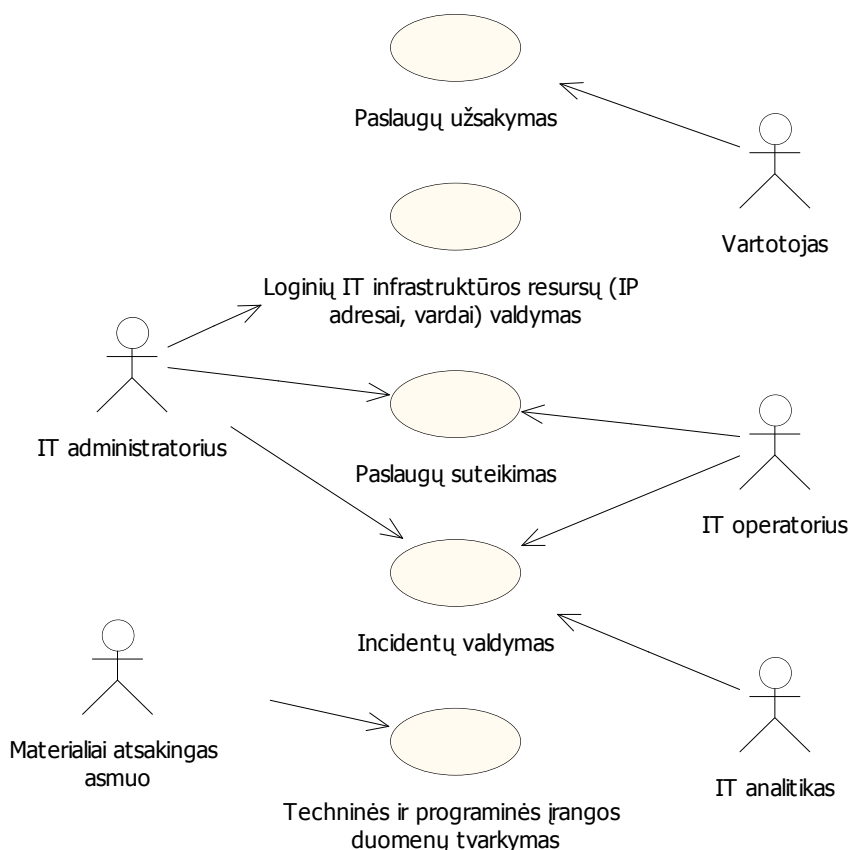 Paslaugų užsakymas
Vartotojas
Loginių IT infrastruktūros resursų (IP
adresai, vardai) valdymas
IT administratorius
Paslaugų suteikimas
IT operatorius
Incidentų valdymas
Materialiai atsakingas
asmuo
IT analitikas
Techninės ir programinės įrangos
duomenų tvarkymas